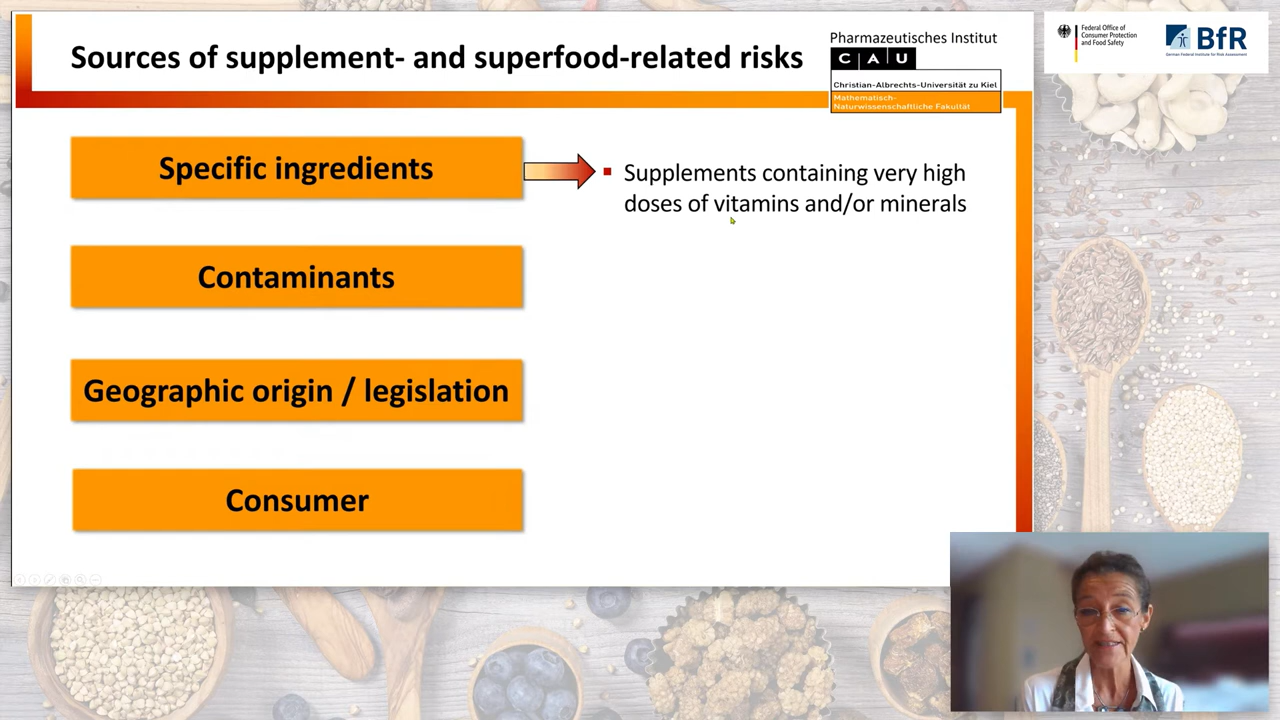 Sources of supplement- and superfood-related risks
Pharmazeutisches Institut
C A U
Christian-Albrechts-Universität zu Kiel
Mathematisch-
Naturwissenschaftliche Fakultät
Federal Office of
Consumer Protection
and Food Safety
BfR
German Federal Institute for Risk Assessment
Specific ingredients
▪ Supplements containing very high
doses of vitamins and/or minerals
Contaminants
Geographic origin / legislation
Consumer